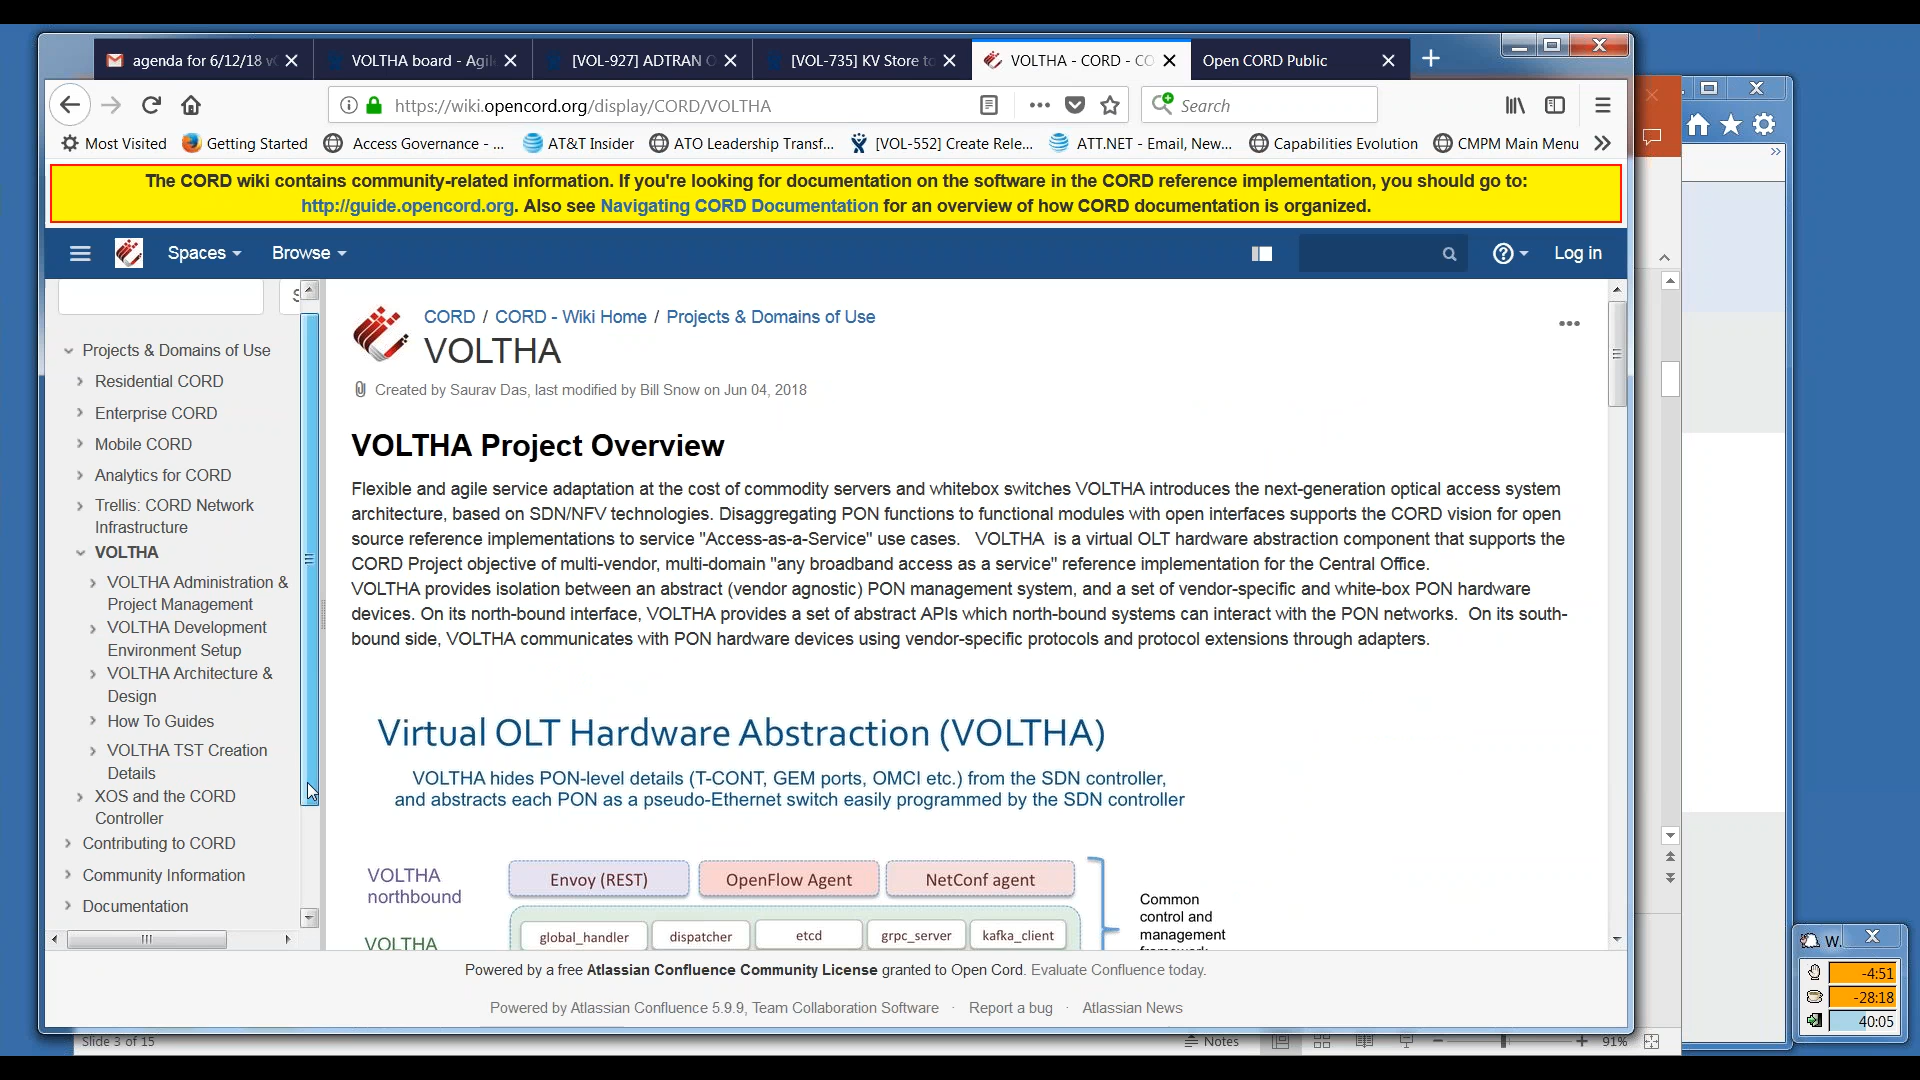 agenda for 6/12/18 v
VOLTHA board - Agil
[VOL-927] ADTRAN O
[VOL-735] KV Store to
VOLTHA - CORD - CO
Open CORD Public
https://wiki.opencord.org/display/CORD/VOLTHA
Search
Most Visited
Getting Started
Access Governance - ...
AT&T Insider
ATO Leadership Transf...
[VOL-552] Create Rele...
ATT.NET - Email, New...
Capabilities Evolution
CMPM Main Menu
The CORD wiki contains community-related information. If you're looking for documentation on the software in the CORD reference implementation, you should go to:
http://guide.opencord.org. Also see Navigating CORD Documentation for an overview of how CORD documentation is organized.
Spaces
Browse
Log in
Projects & Domains of Use
Residential CORD
Enterprise CORD
Mobile CORD
Analytics for CORD
Trellis: CORD Network
Infrastructure
VOLTHA
VOLTHA Administration &
Project Management
VOLTHA Development
Environment Setup
VOLTHA Architecture &
Design
How To Guides
VOLTHA TST Creation
Details
XOS and the CORD
Controller
Contributing to CORD
Community Information
Documentation
CORD / CORD - Wiki Home / Projects & Domains of Use
VOLTHA
Created by Saurav Das, last modified by Bill Snow on Jun 04, 2018
VOLTHA Project Overview
Flexible and agile service adaptation at the cost of commodity servers and whitebox switches VOLTHA introduces the next-generation optical access system
architecture, based on SDN/NFV technologies. Disaggregating PON functions to functional modules with open interfaces supports the CORD vision for open
source reference implementations to service "Access-as-a-Service" use cases. VOLTHA is a virtual OLT hardware abstraction component that supports the
CORD Project objective of multi-vendor, multi-domain "any broadband access as a service" reference implementation for the Central Office.
VOLTHA provides isolation between an abstract (vendor agnostic) PON management system, and a set of vendor-specific and white-box PON hardware
devices. On its north-bound interface, VOLTHA provides a set of abstract APIs which north-bound systems can interact with the PON networks. On its south-
bound side, VOLTHA communicates with PON hardware devices using vendor-specific protocols and protocol extensions through adapters.
Virtual OLT Hardware Abstraction (VOLTHA)
VOLTHA hides PON-level details (T-CONT, GEM ports, OMCI etc.) from the SDN controller,
and abstracts each PON as a pseudo-Ethernet switch easily programmed by the SDN controller
VOLTHA
northbound
Envoy (REST)
OpenFlow Agent
NetConf agent
Common
control and
management
VOLTHA
global_handler
dispatcher
etcd
grpc_server
kafka_client
Powered by a free Atlassian Confluence Community License granted to Open Cord. Evaluate Confluence today.
Powered by Atlassian Confluence 5.9.9, Team Collaboration Software · Report a bug · Atlassian News
Slide 3 of 15
Notes
91%
W.
-4:51
-28:18
40:05